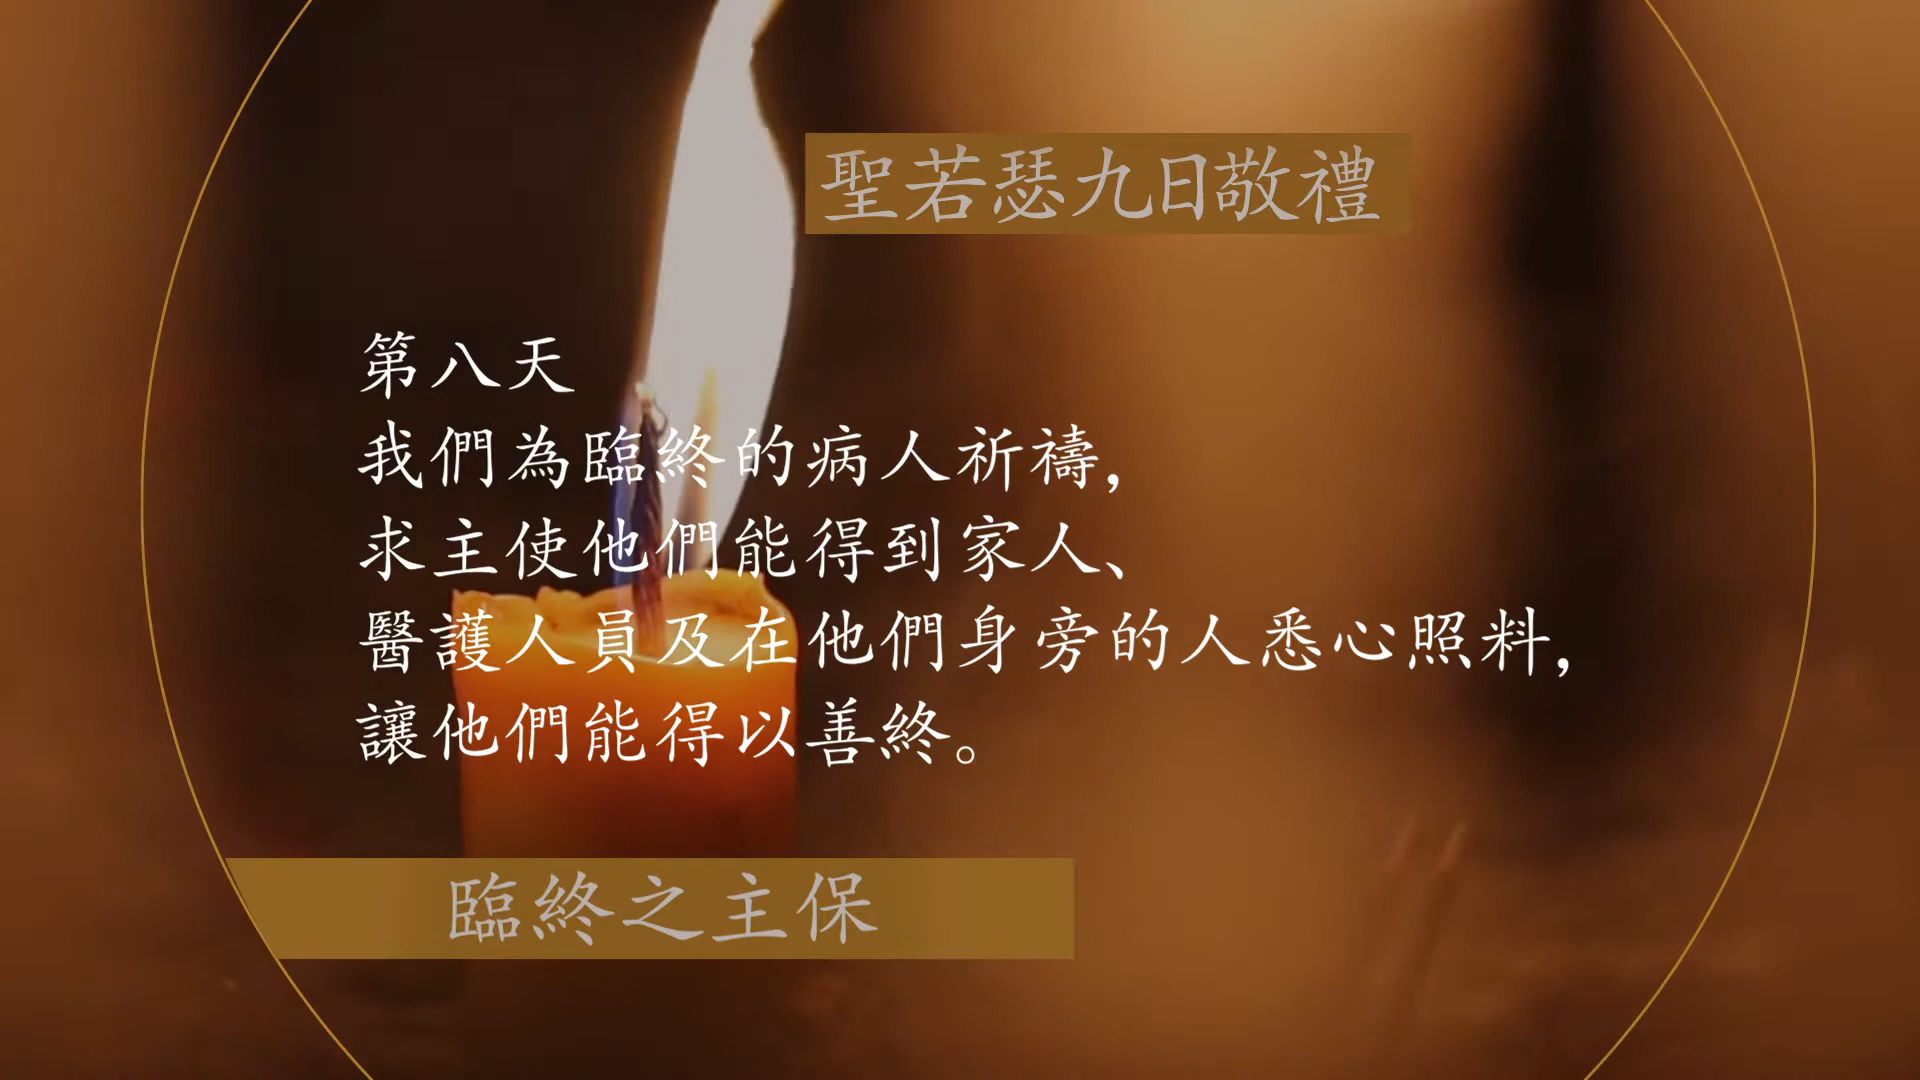 聖若瑟九日敬禮
第八天
我們為臨終的病人祈禱,
求主使他們能得到家人、
醫護人員及在他們身旁的人悉心照料,
讓他們能得以善終。
臨終之主保